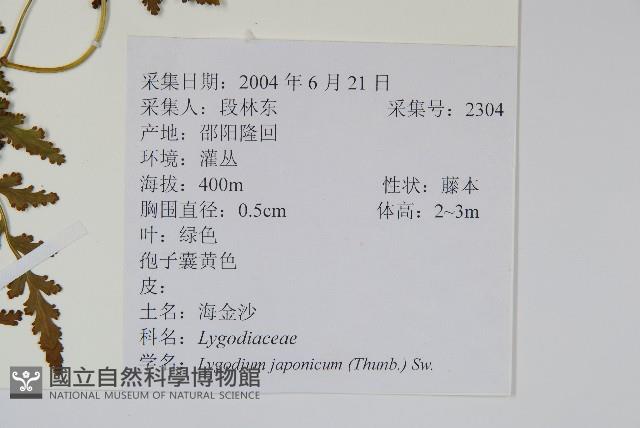 采集日期：2004 年 6 月 21 日
采集人：段林东 采集号：2304
产地：邵阳隆回
环境：灌丛
海拔：400m 性状：藤本
胸围直径：0.5cm 体高：2~3m
叶：绿色
孢子囊黄色
皮：
土名：海金沙
科名：Lygodiaceae
学名：Lygodium japonicum (Thunb.) Sw.
國立自然科學博物館
NATIONAL MUSEUM OF NATURAL SCIENCE